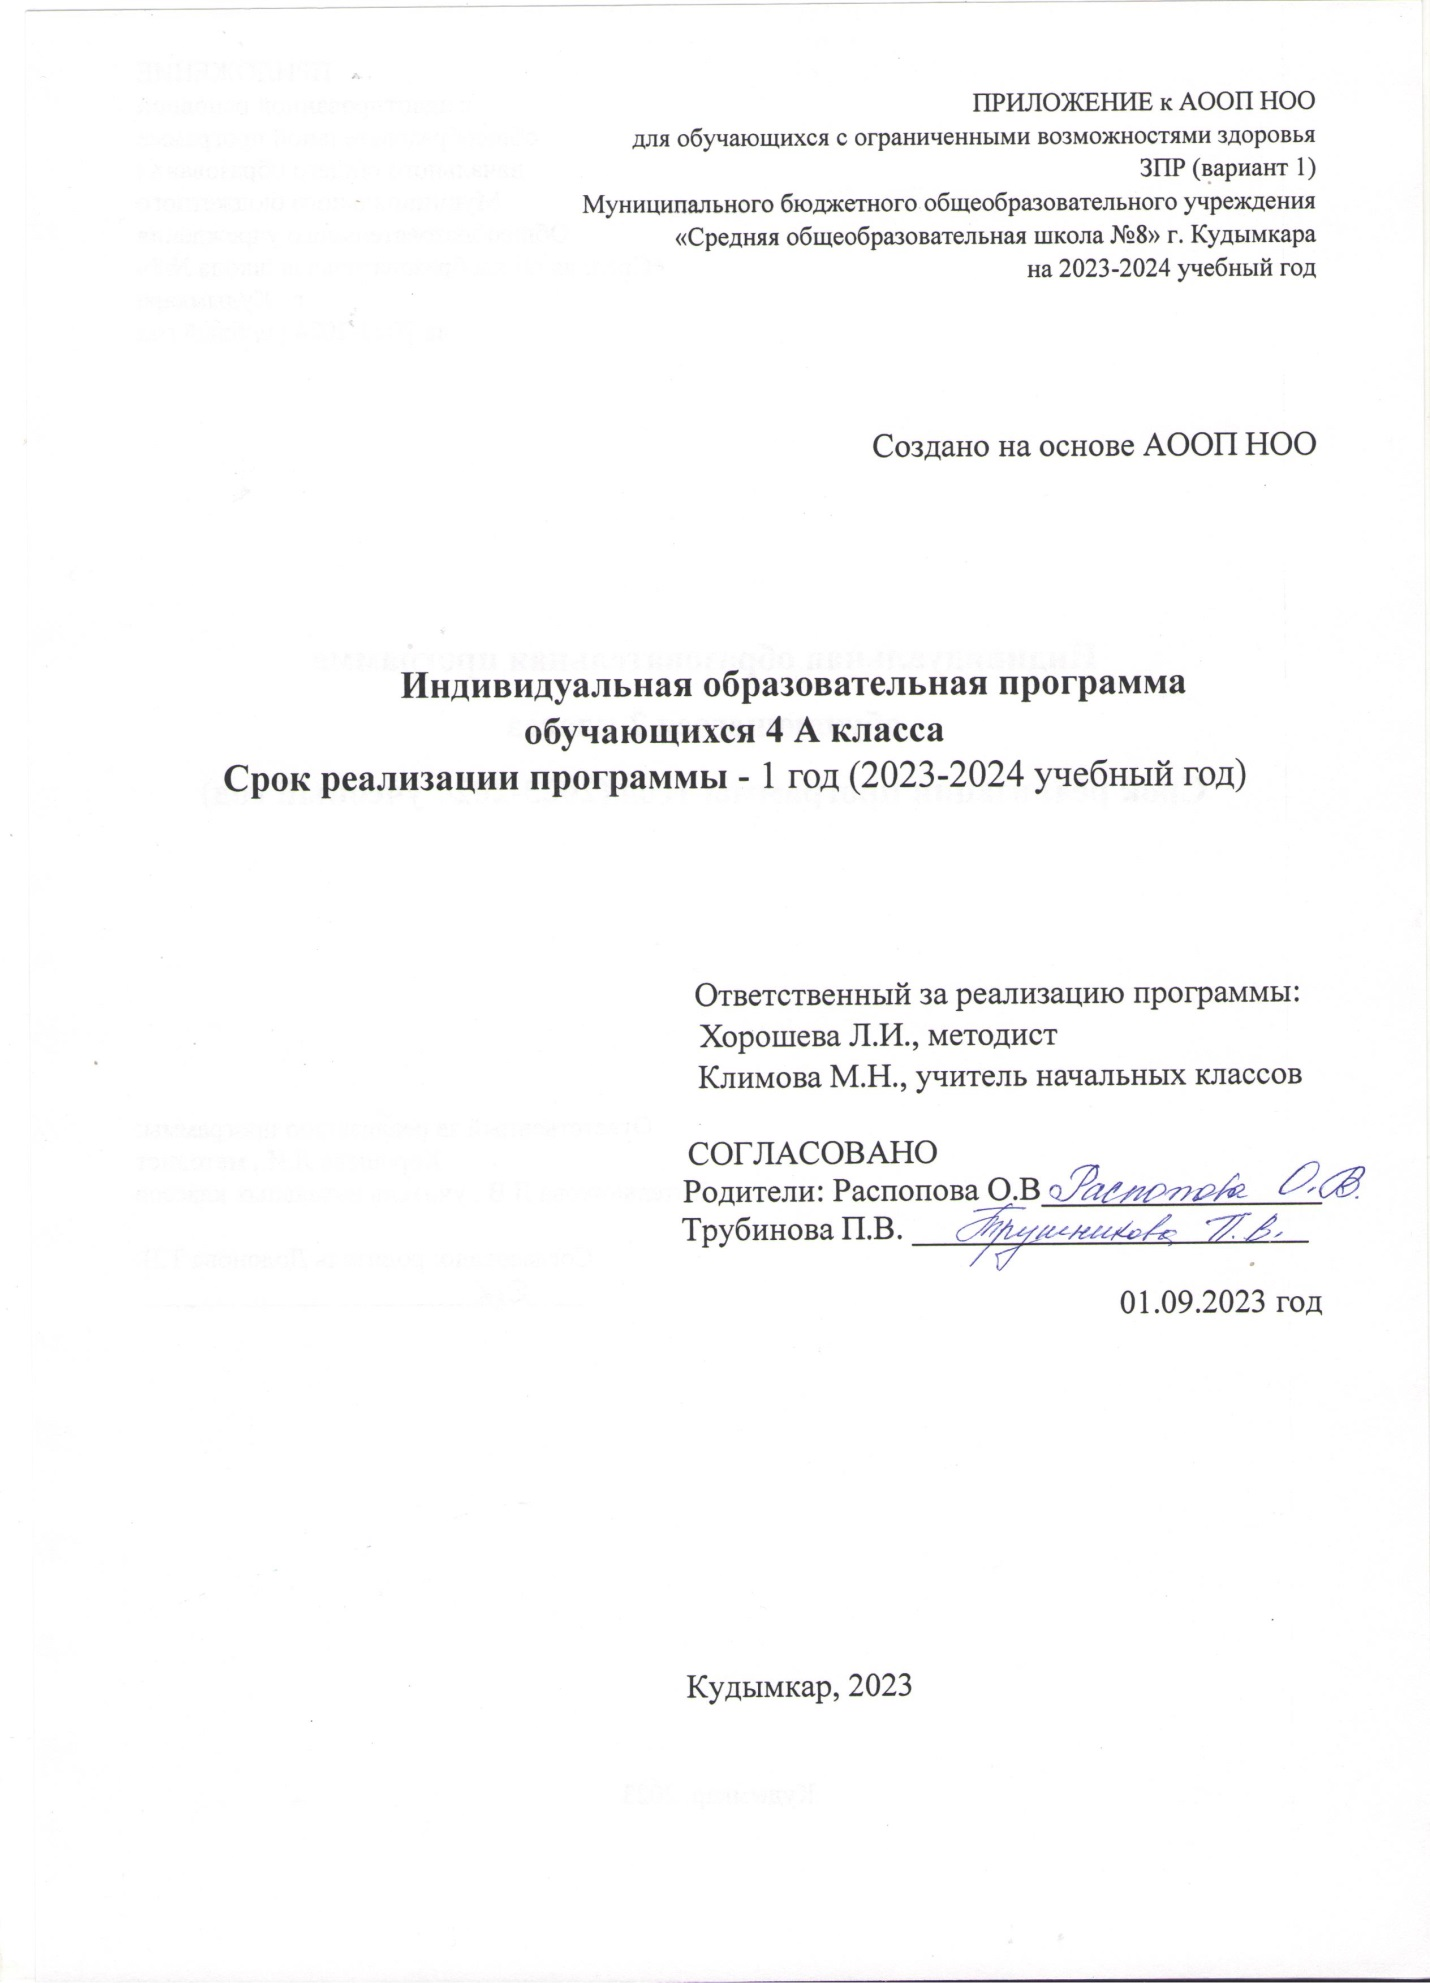 ПРИЛОЖЕНИЕ к АООП НОО
для обучающихся с ограниченными возможностями здоровья
ЗПР (вариант 1)
Муниципального бюджетного общеобразовательного учреждения
«Средняя общеобразовательная школа №8» г. Кудымкара
на 2023-2024 учебный год
Создано на основе АООП НОО
Индивидуальная образовательная программа
обучающихся 4 А класса
Срок реализации программы - 1 год (2023-2024 учебный год)
Ответственный за реализацию программы:
Хорошева Л.И., методист
Климова М.Н., учитель начальных классов
СОГЛАСОВАНО
Родители: Распопова О.В Распопова О.В.
Трубинова П.В. Трушникова П.В.
01.09.2023 год
Кудымкар, 2023